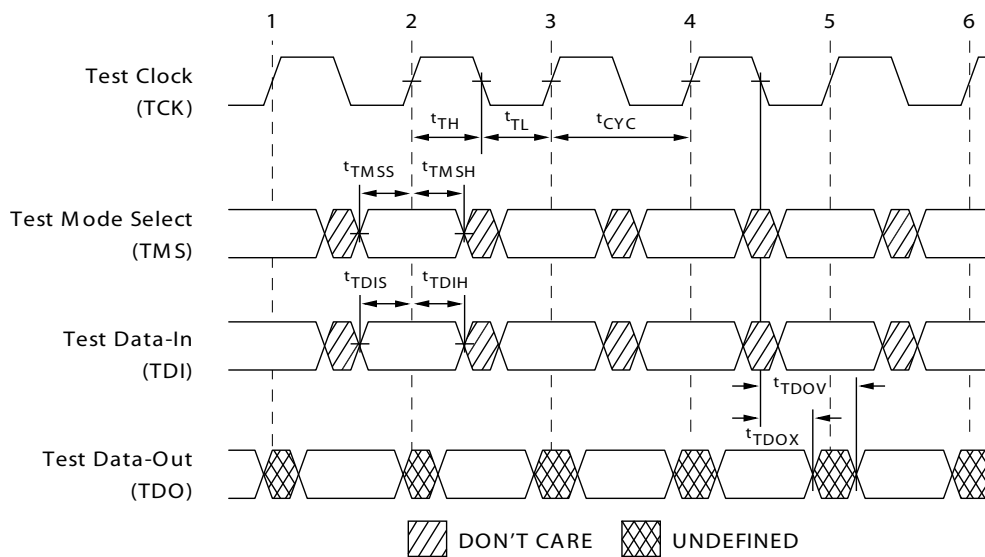 1 2 3 4 5 6
Test Clock
(TCK)
tTH tTL tCYC
tTMSS tTMSH
Test Mode Select
(TMS)
tTDIS tTDIH
Test Data-In
(TDI)
tTDOV
tTDOX
Test Data-Out
(TDO)
DON'T CARE UNDEFINED